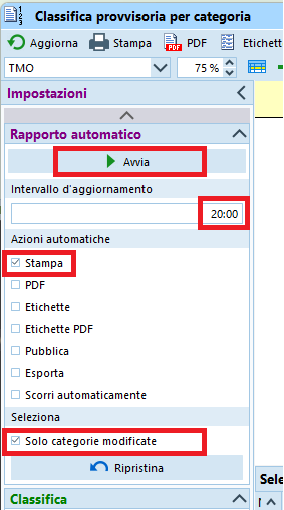 Classifica provvisoria per categoria
Aggiorna Stampa PDF Etichett
TMO 75 %
Impostazioni
Rapporto automatico
Avvia
Intervallo d'aggiornamento
20:00
Azioni automatiche
Stampa
PDF
Etichette
Etichette PDF
Pubblica
Esporta
Scorri automaticamente
Seleziona
Solo categorie modificate
Ripristina
Sele
Classifica